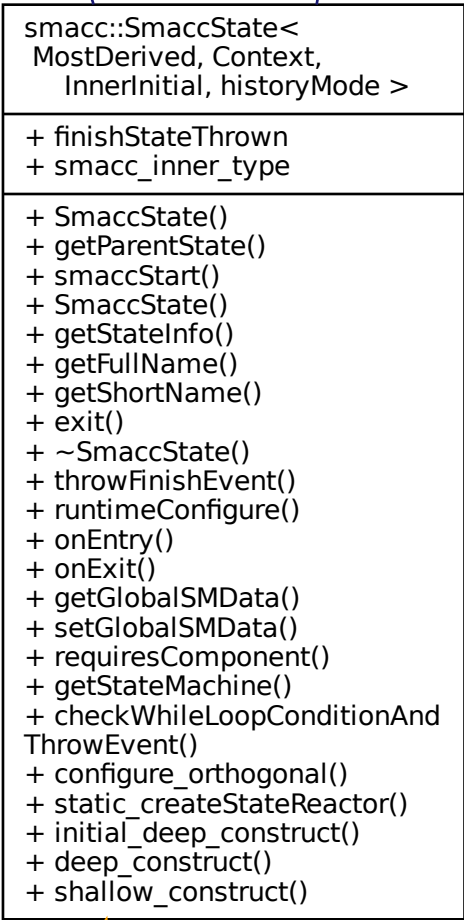 smacc::SmaccState<
MostDerived, Context,
InnerInitial, historyMode >
+ finishStateThrown
+ smacc_inner_type
+ SmaccState()
+ getParentState()
+ smaccStart()
+ SmaccState()
+ getStateInfo()
+ getFullName()
+ getShortName()
+ exit()
+ ~SmaccState()
+ throwFinishEvent()
+ runtimeConfigure()
+ onEntry()
+ onExit()
+ getGlobalSMData()
+ setGlobalSMData()
+ requiresComponent()
+ getStateMachine()
+ checkWhileLoopConditionAnd
ThrowEvent()
+ configure_orthogonal()
+ static_createStateReactor()
+ initial_deep_construct()
+ deep_construct()
+ shallow_construct()